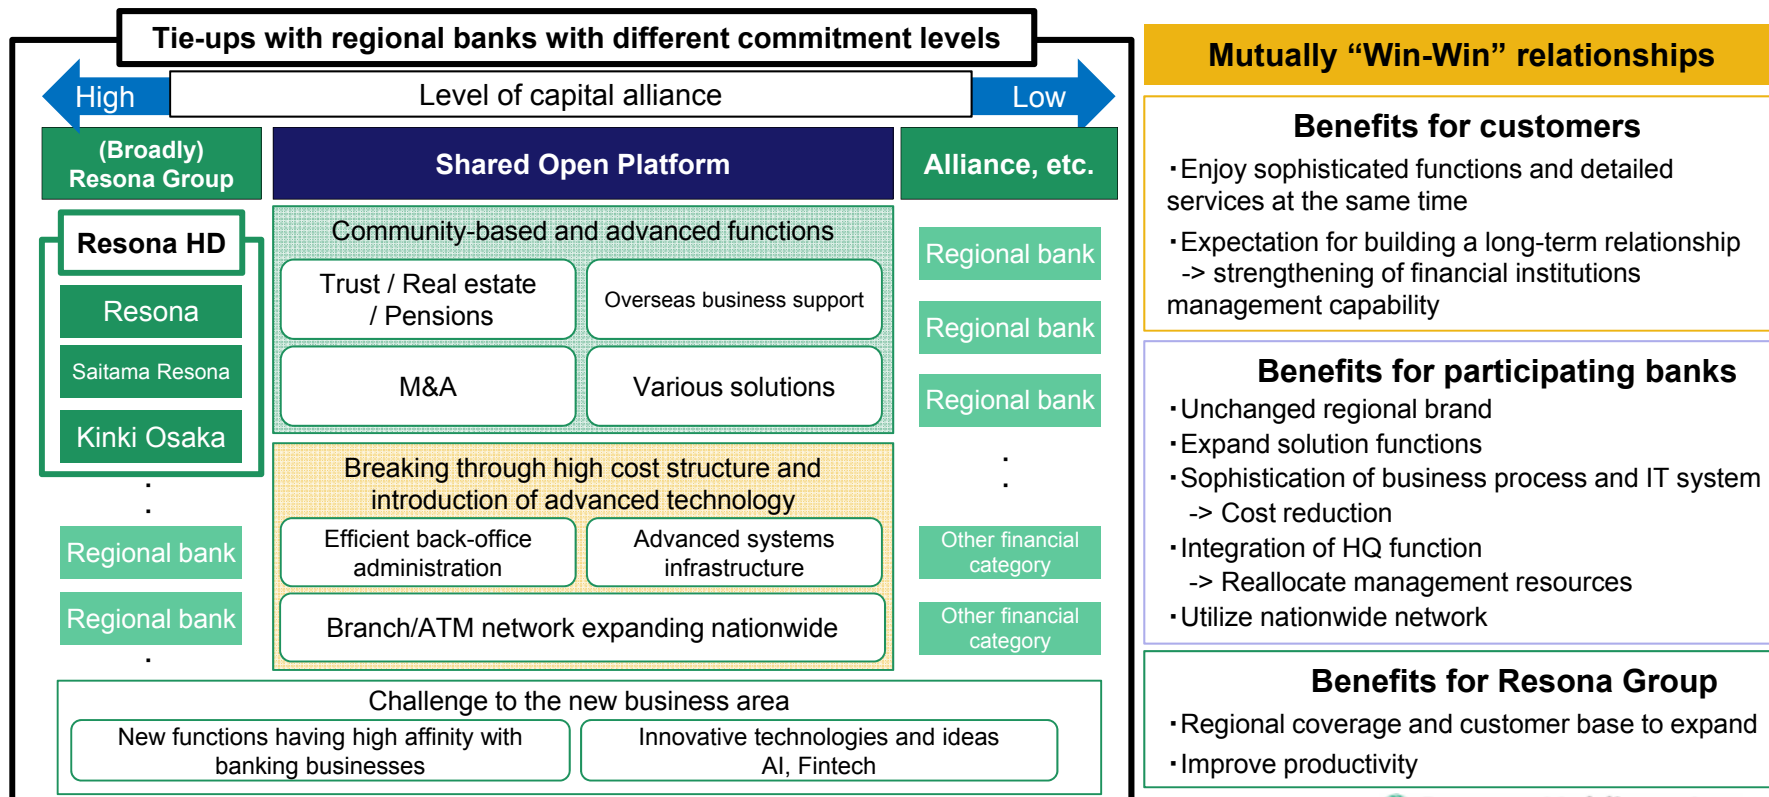 Tie-ups with regional banks with different commitment levels
High
Level of capital alliance
Low
(Broadly)
Resona Group
Shared Open Platform
Alliance, etc.
Resona HD
Resona
Saitama Resona
Kinki Osaka
.
.
Regional bank
Regional bank
.
Community-based and advanced functions
Trust / Real estate
/ Pensions
Overseas business support
M&A
Various solutions
Breaking through high cost structure and
introduction of advanced technology
Efficient back-office
administration
Advanced systems
infrastructure
Branch/ATM network expanding nationwide
Regional bank
Regional bank
Regional bank
.
.
Other financial
category
Other financial
category
Challenge to the new business area
New functions having high affinity with
banking businesses
Innovative technologies and ideas
AI, Fintech
Mutually “Win-Win” relationships
Benefits for customers
・Enjoy sophisticated functions and detailed
services at the same time
・Expectation for building a long-term relationship
-> strengthening of financial institutions
management capability
Benefits for participating banks
・Unchanged regional brand
・Expand solution functions
・Sophistication of business process and IT system
-> Cost reduction
・Integration of HQ function
-> Reallocate management resources
・Utilize nationwide network
Benefits for Resona Group
・Regional coverage and customer base to expand
・Improve productivity